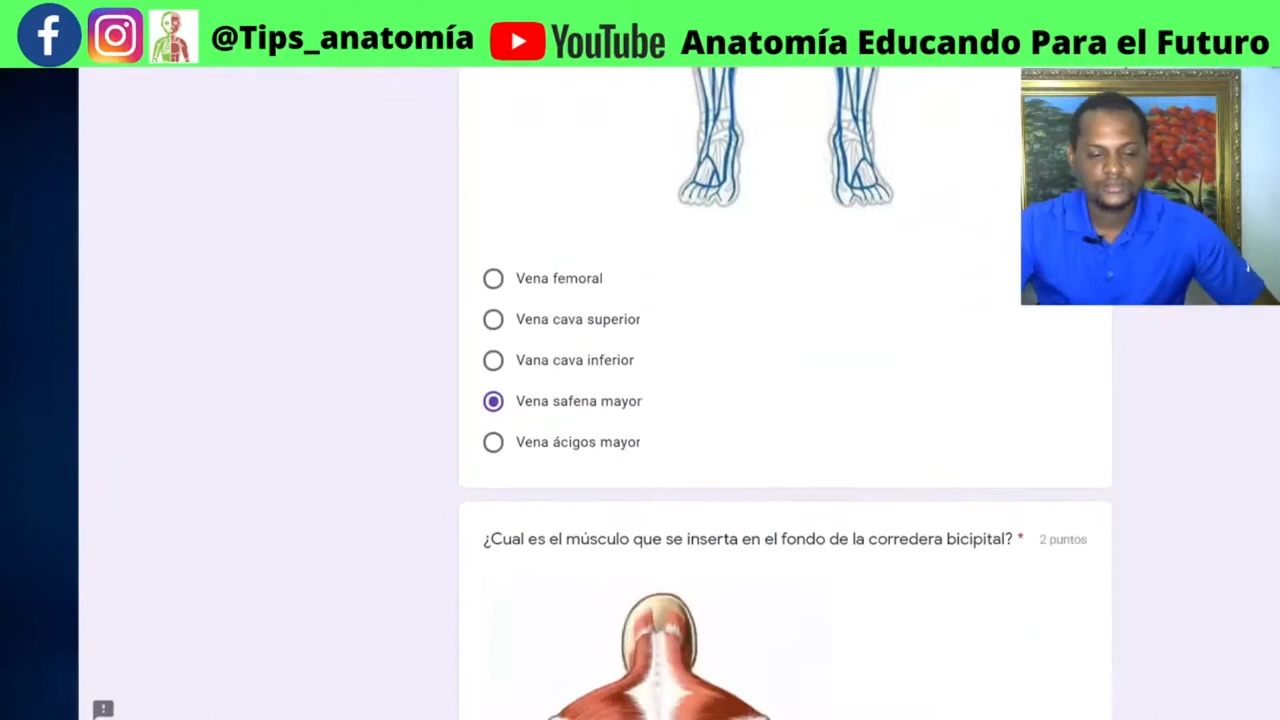 @Tips_anatomía YouTube Anatomía Educando Para el Futuro
Vena femoral
Vena cava superior
Vana cava inferior
Vena safena mayor
Vena ácigos mayor
¿Cual es el músculo que se inserta en el fondo de la corredera bicipital? * 2 puntos